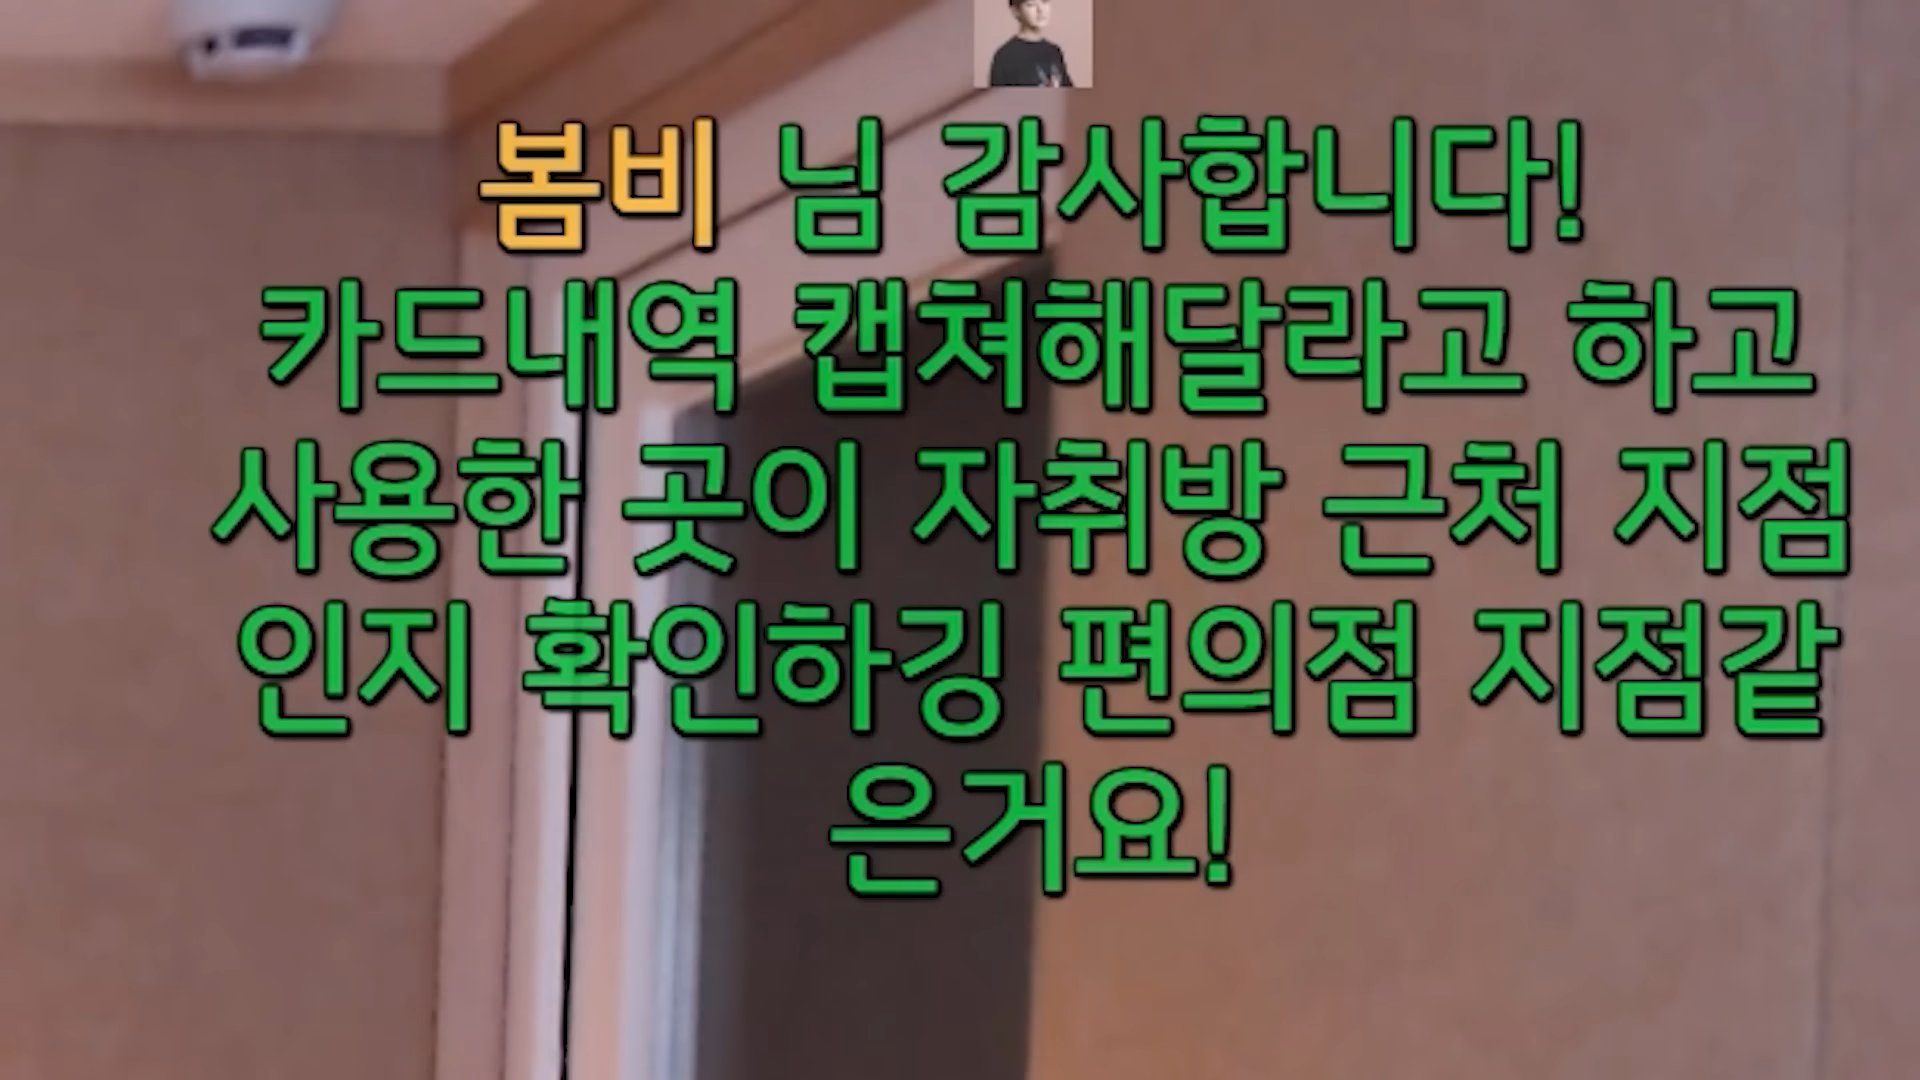 봄비 님 감사합니다!
카드내역 캡쳐해달라고 하고
사용한 곳이 자취방 근처 지점
인지 확인하깅 편의점 지점같
은거요!